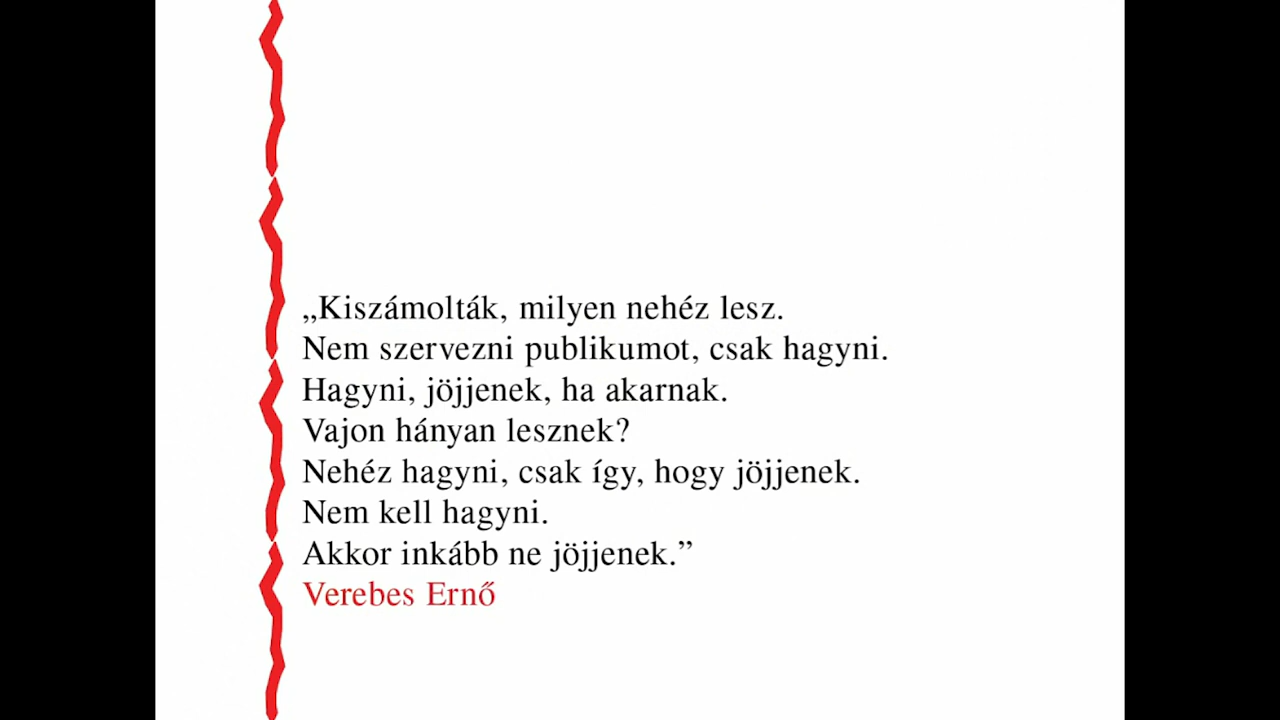 „Kiszámolták, milyen nehéz lesz.
Nem szervezni publikumot, csak hagyni.
Hagyni, jöjjenek, ha akarnak.
Vajon hányan lesznek?
Nehéz hagyni, csak így, hogy jöjjenek.
Nem kell hagyni.
Akkor inkább ne jöjjenek.”
Verebes Ernő